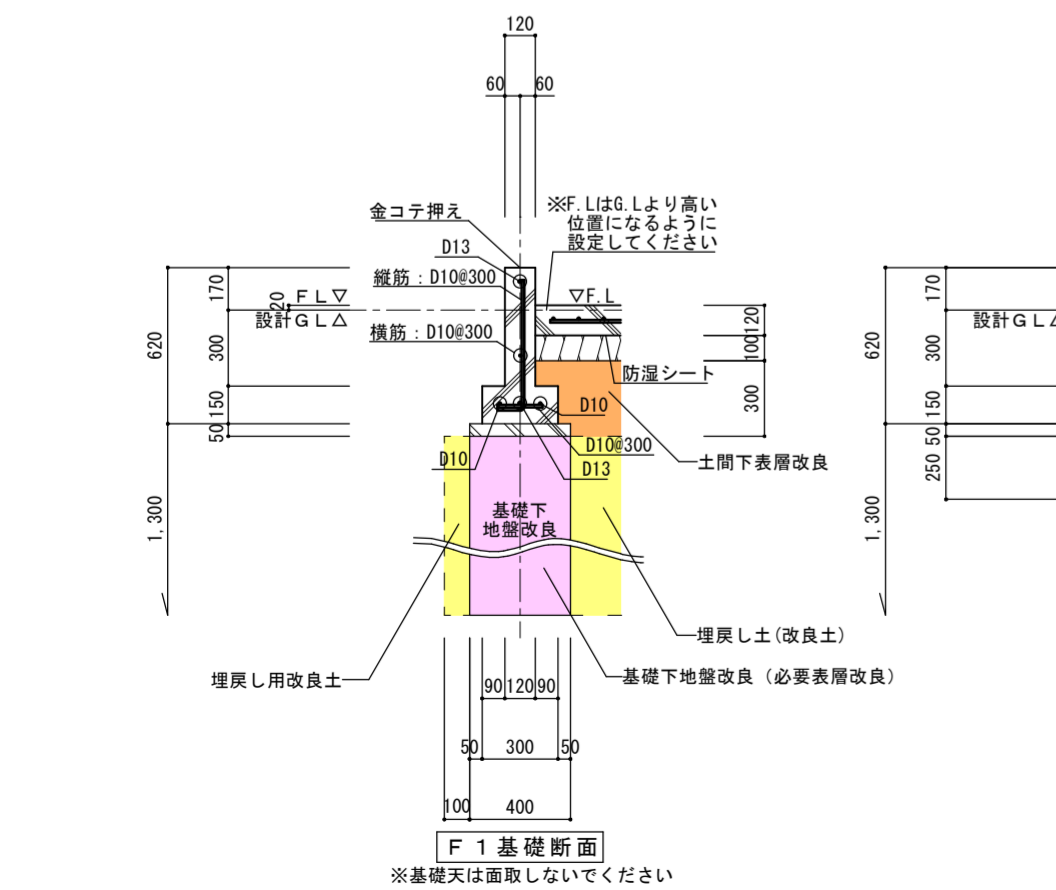 120
60
60
金コテ押え
※F.LはG.Lより高い
位置になるように
設定してください
D13
縦筋：D10@300
170
20
ＦＬ▽
▽F.L
設計ＧＬ△
横筋：D10@300
120
100
620
300
防湿シート
300
D10
150
50
D10@300
D10
D13
土間下表層改良
基礎下
地盤改良
1,300
埋戻し土(改良土)
埋戻し用改良土
基礎下地盤改良（必要表層改良）
90
120
90
50
300
50
100
400
Ｆ１基礎断面
※基礎天は面取しないでください
170
設計ＧＬ△
620
300
150
50
250
1,300